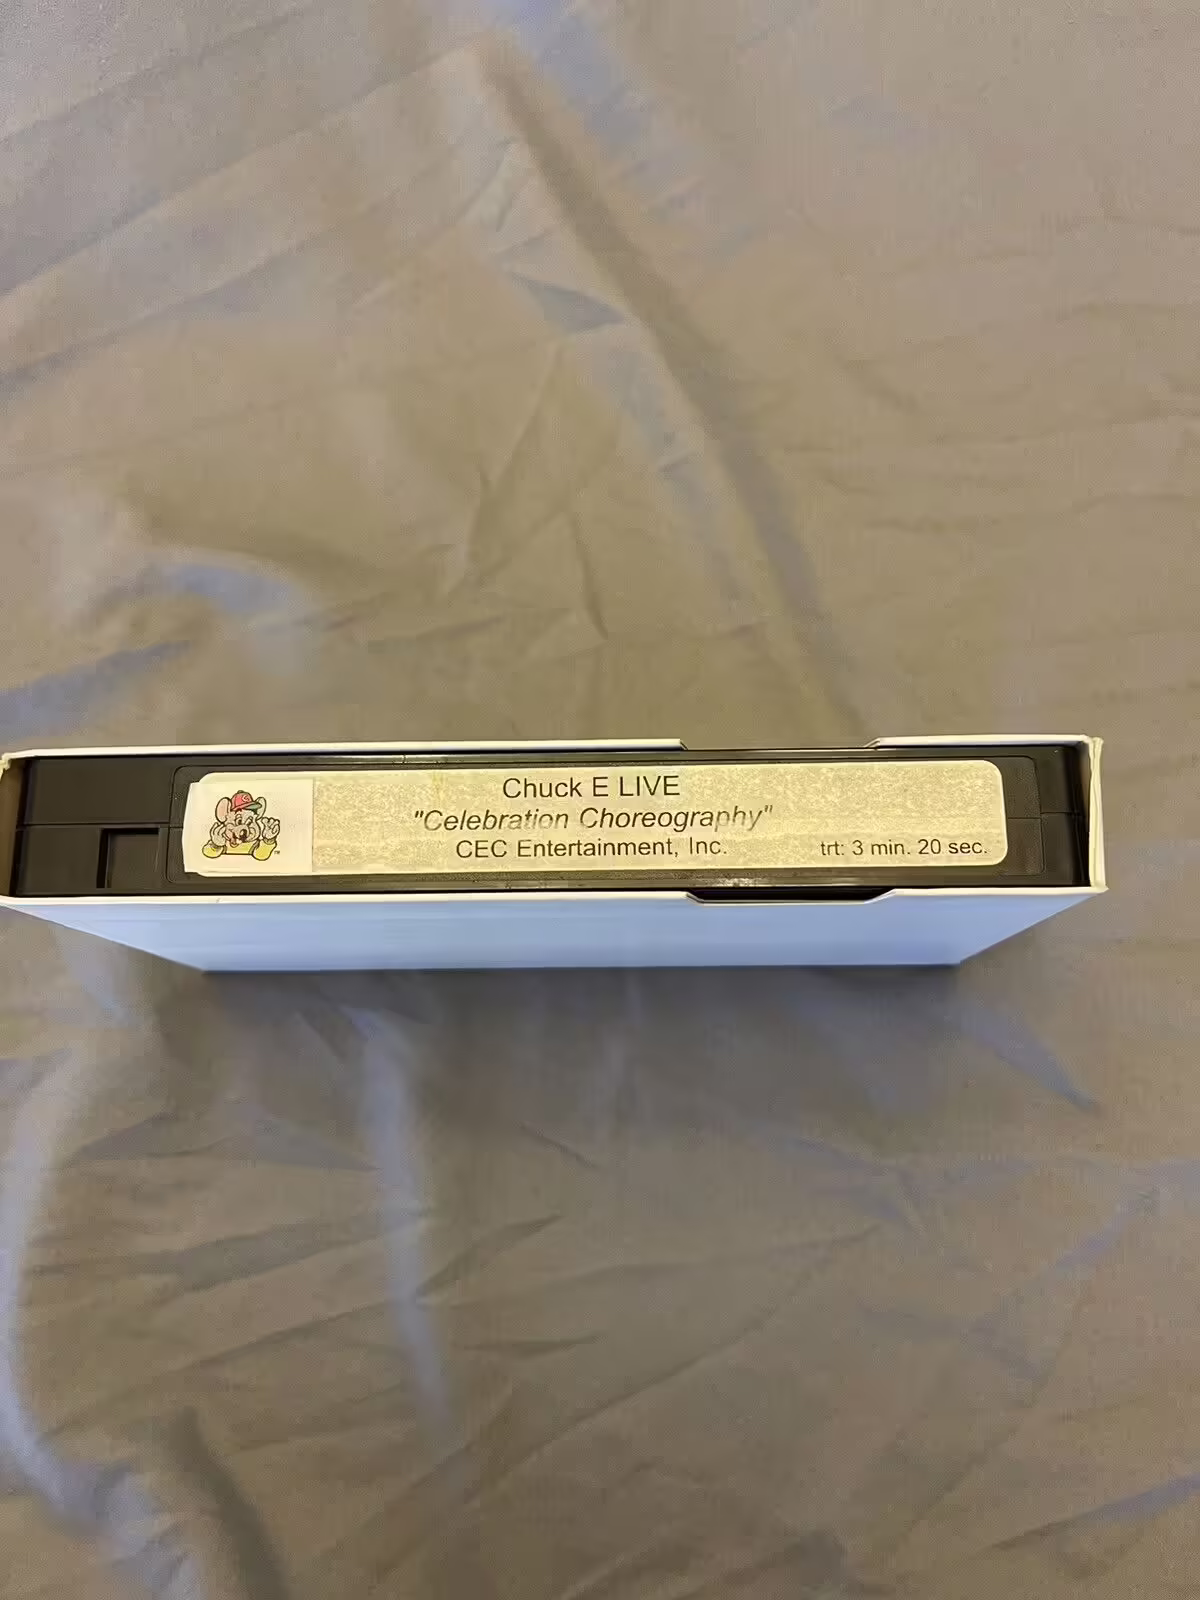 Chuck E LIVE
"Celebration Choreography"
CEC Entertainment, Inc.
trt: 3 min. 20 sec.